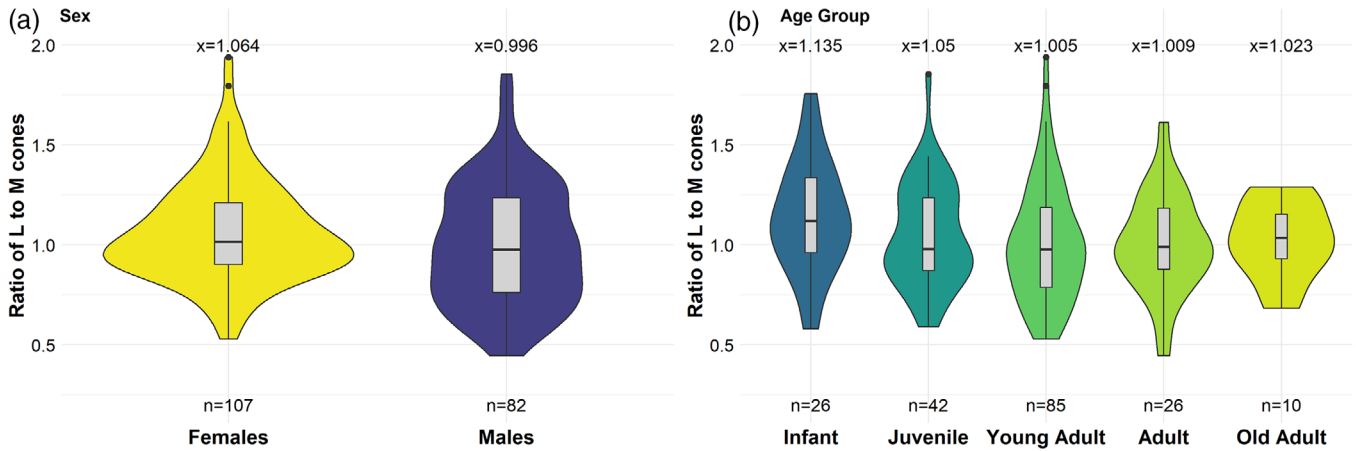 (a) Sex
x=1.064 x=0.996
2.0
1.5
1.0
0.5
Ratio of L to M cones
n=107 n=82
Females Males
(b) Age Group
x=1.135 x=1.05 x=1.005 x=1.009 x=1.023
2.0
1.5
1.0
0.5
Ratio of L to M cones
n=26 n=42 n=85 n=26 n=10
Infant Juvenile Young Adult Adult Old Adult